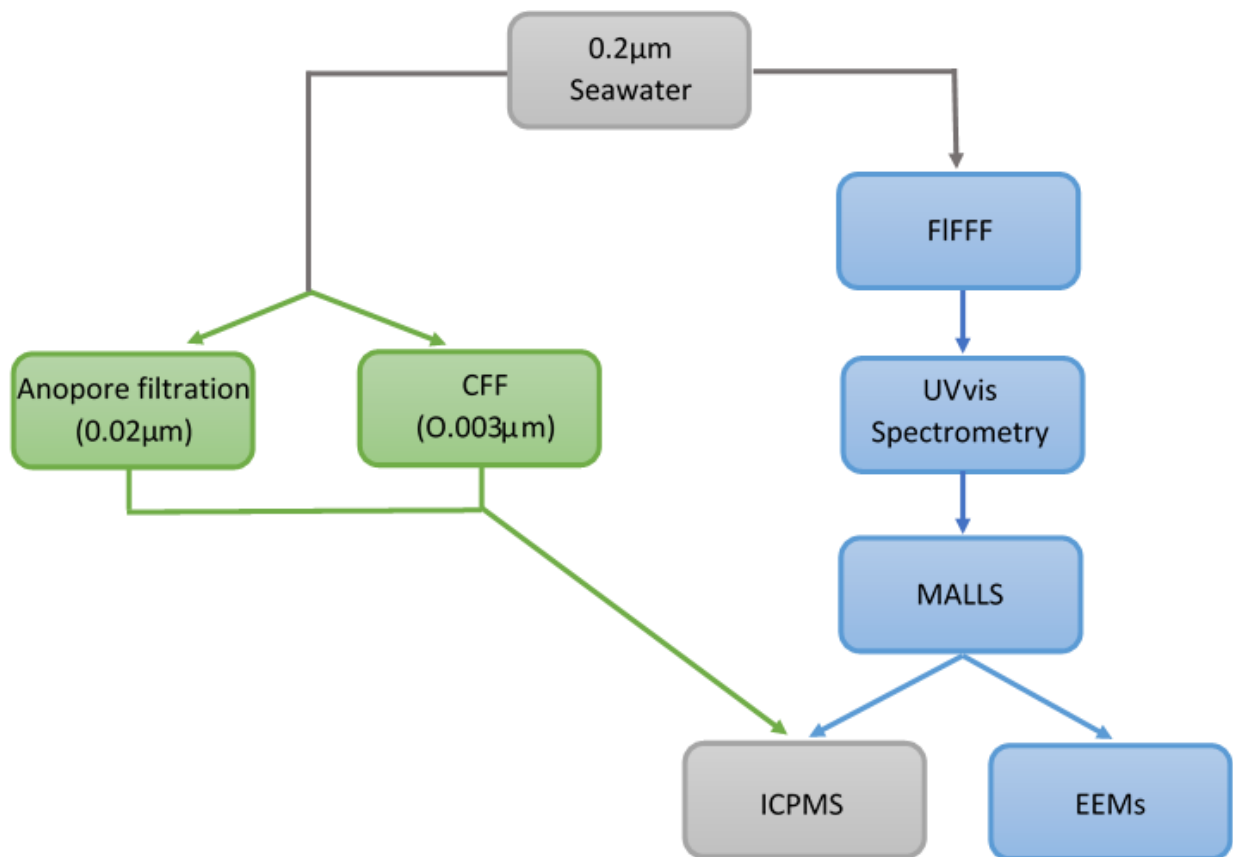 0.2µm
Seawater
FlFFF
Anopore filtration
(0.02µm)
CFF
(O.003µm)
UVvis
Spectrometry
MALLS
ICPMS
EEMs